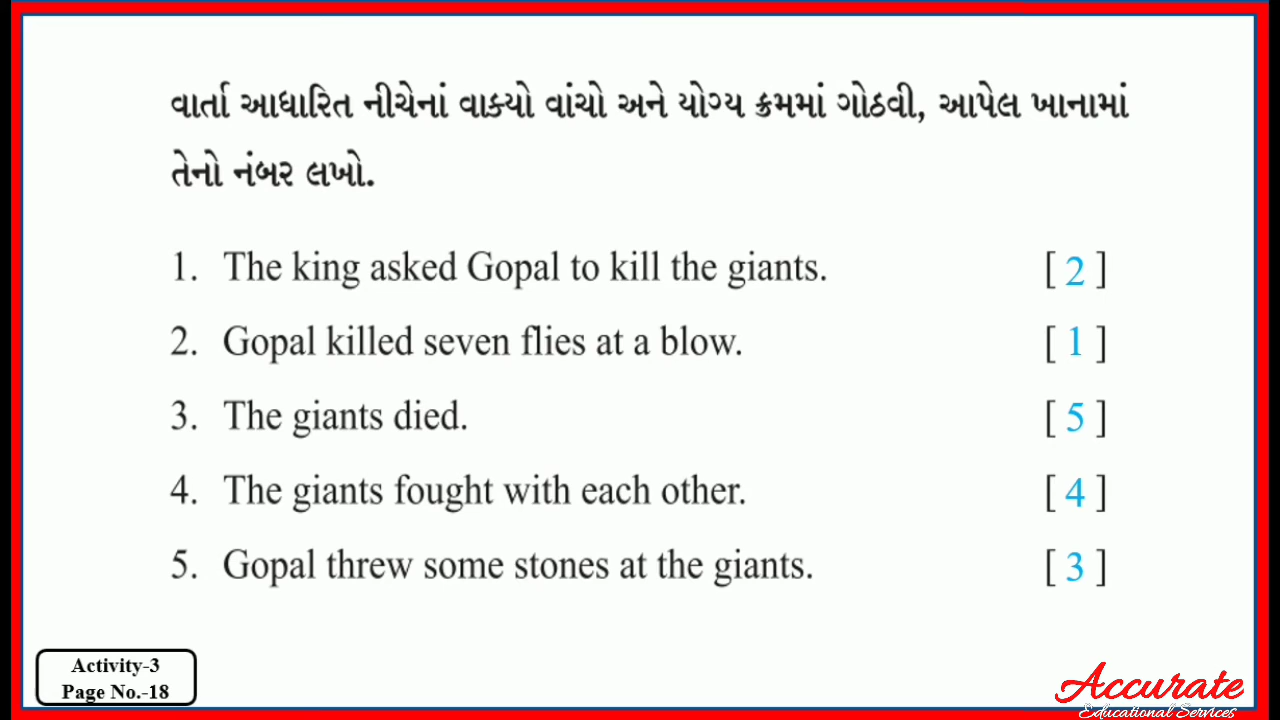 વાર્તા આધારિત નીચેનાં વાક્યો વાંચો અને યોગ્ય ક્રમમાં ગોઠવી, આપેલ ખાનામાં
તેનો નંબર લખો.
1. The king asked Gopal to kill the giants. [ 2 ]
2. Gopal killed seven flies at a blow. [ 1 ]
3. The giants died. [ 5 ]
4. The giants fought with each other. [ 4 ]
5. Gopal threw some stones at the giants. [ 3 ]
Activity-3
Page No.-18
Accurate
Educational Services